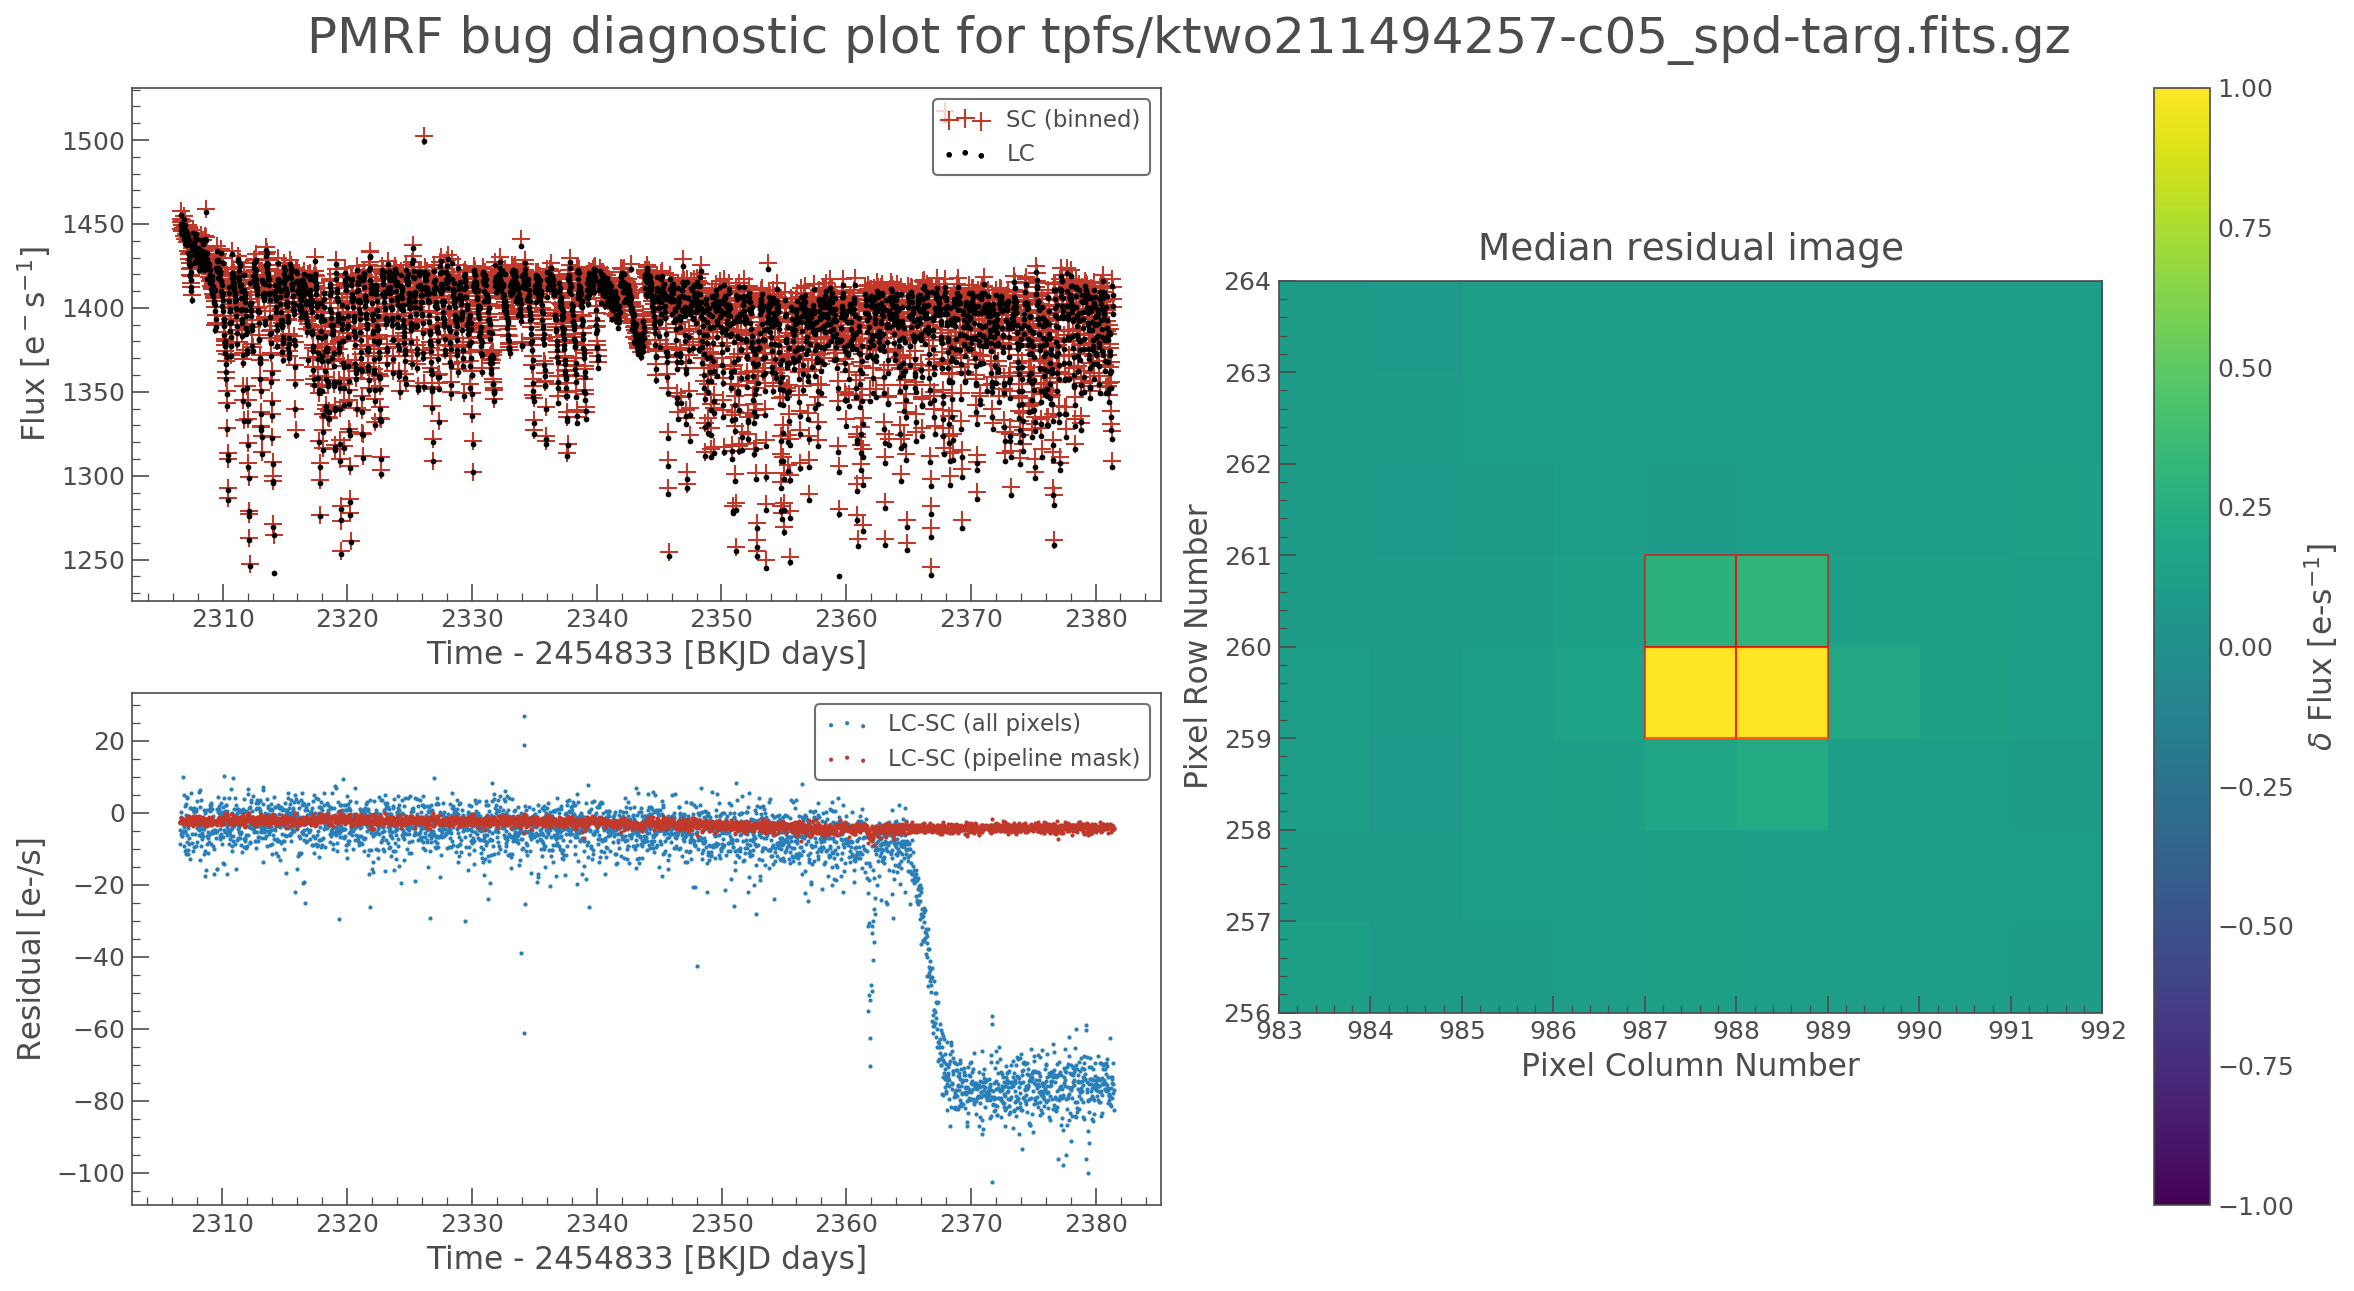 PMRF bug diagnostic plot for tpfs/ktwo211494257-c05_spd-targ.fits.gz
SC (binned)
LC
1500
1450
1400
1350
1300
1250
Flux [e⁻ s⁻¹]
2310 2320 2330 2340 2350 2360 2370 2380
Time - 2454833 [BKJD days]
LC-SC (all pixels)
LC-SC (pipeline mask)
20
0
−20
−40
−60
−80
−100
Residual [e-/s]
2310 2320 2330 2340 2350 2360 2370 2380
Time - 2454833 [BKJD days]
Median residual image
264
263
262
261
260
259
258
257
256
Pixel Row Number
983 984 985 986 987 988 989 990 991 992
Pixel Column Number
1.00
0.75
0.50
0.25
0.00
−0.25
−0.50
−0.75
−1.00
δ Flux [e-s⁻¹]